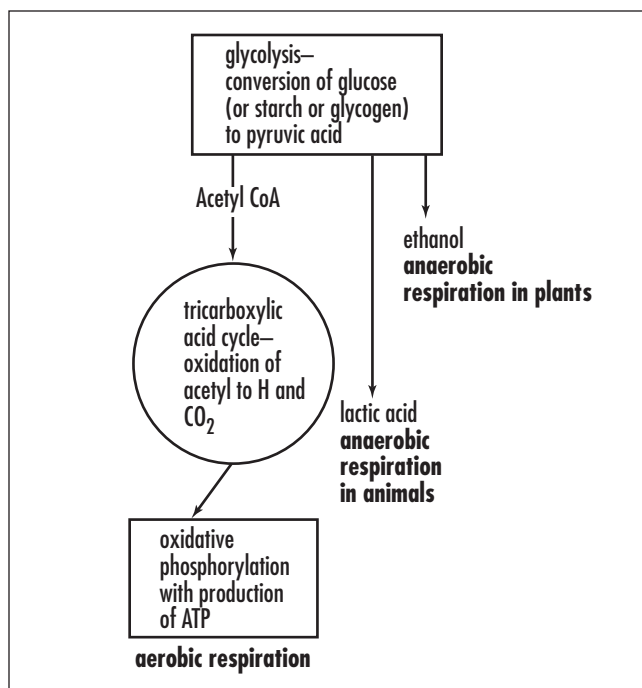 glycolysis–
conversion of glucose
(or starch or glycogen)
to pyruvic acid
Acetyl CoA
ethanol
anaerobic
respiration in plants
tricarboxylic
acid cycle–
oxidation of
acetyl to H and
CO₂
lactic acid
anaerobic
respiration
in animals
oxidative
phosphorylation
with production
of ATP
aerobic respiration